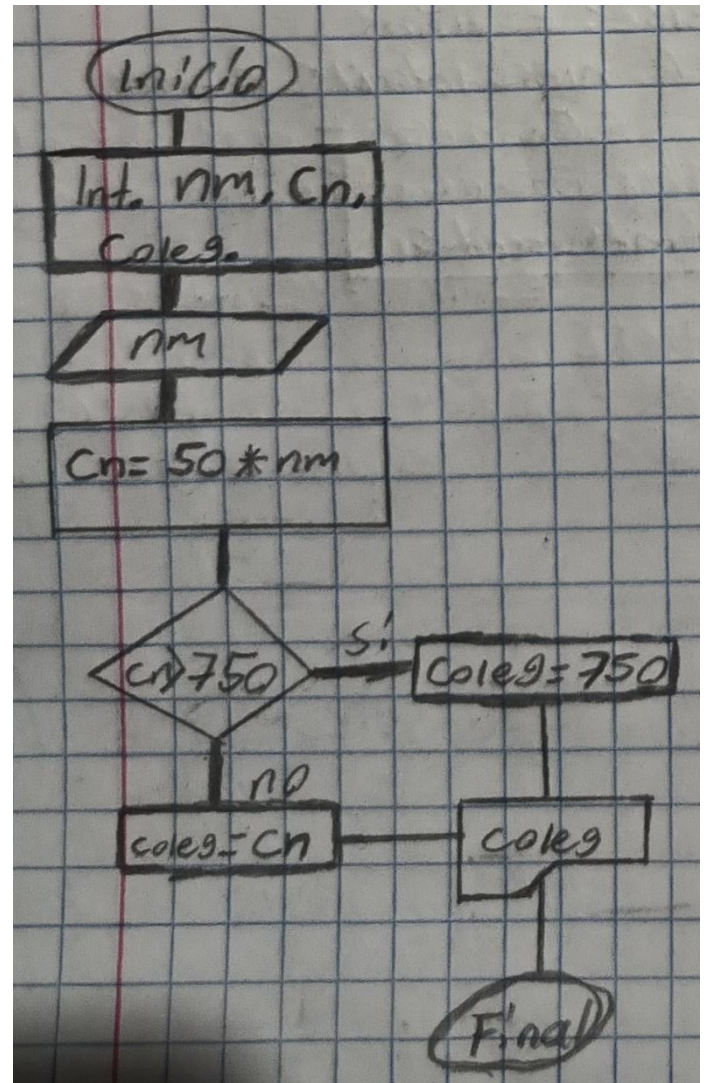 Inicio
Int. nm, Cn,
Coleg.
nm
Cn= 50 * nm
cn>750
si
Coleg=750
no
coleg=Cn
coleg
Final